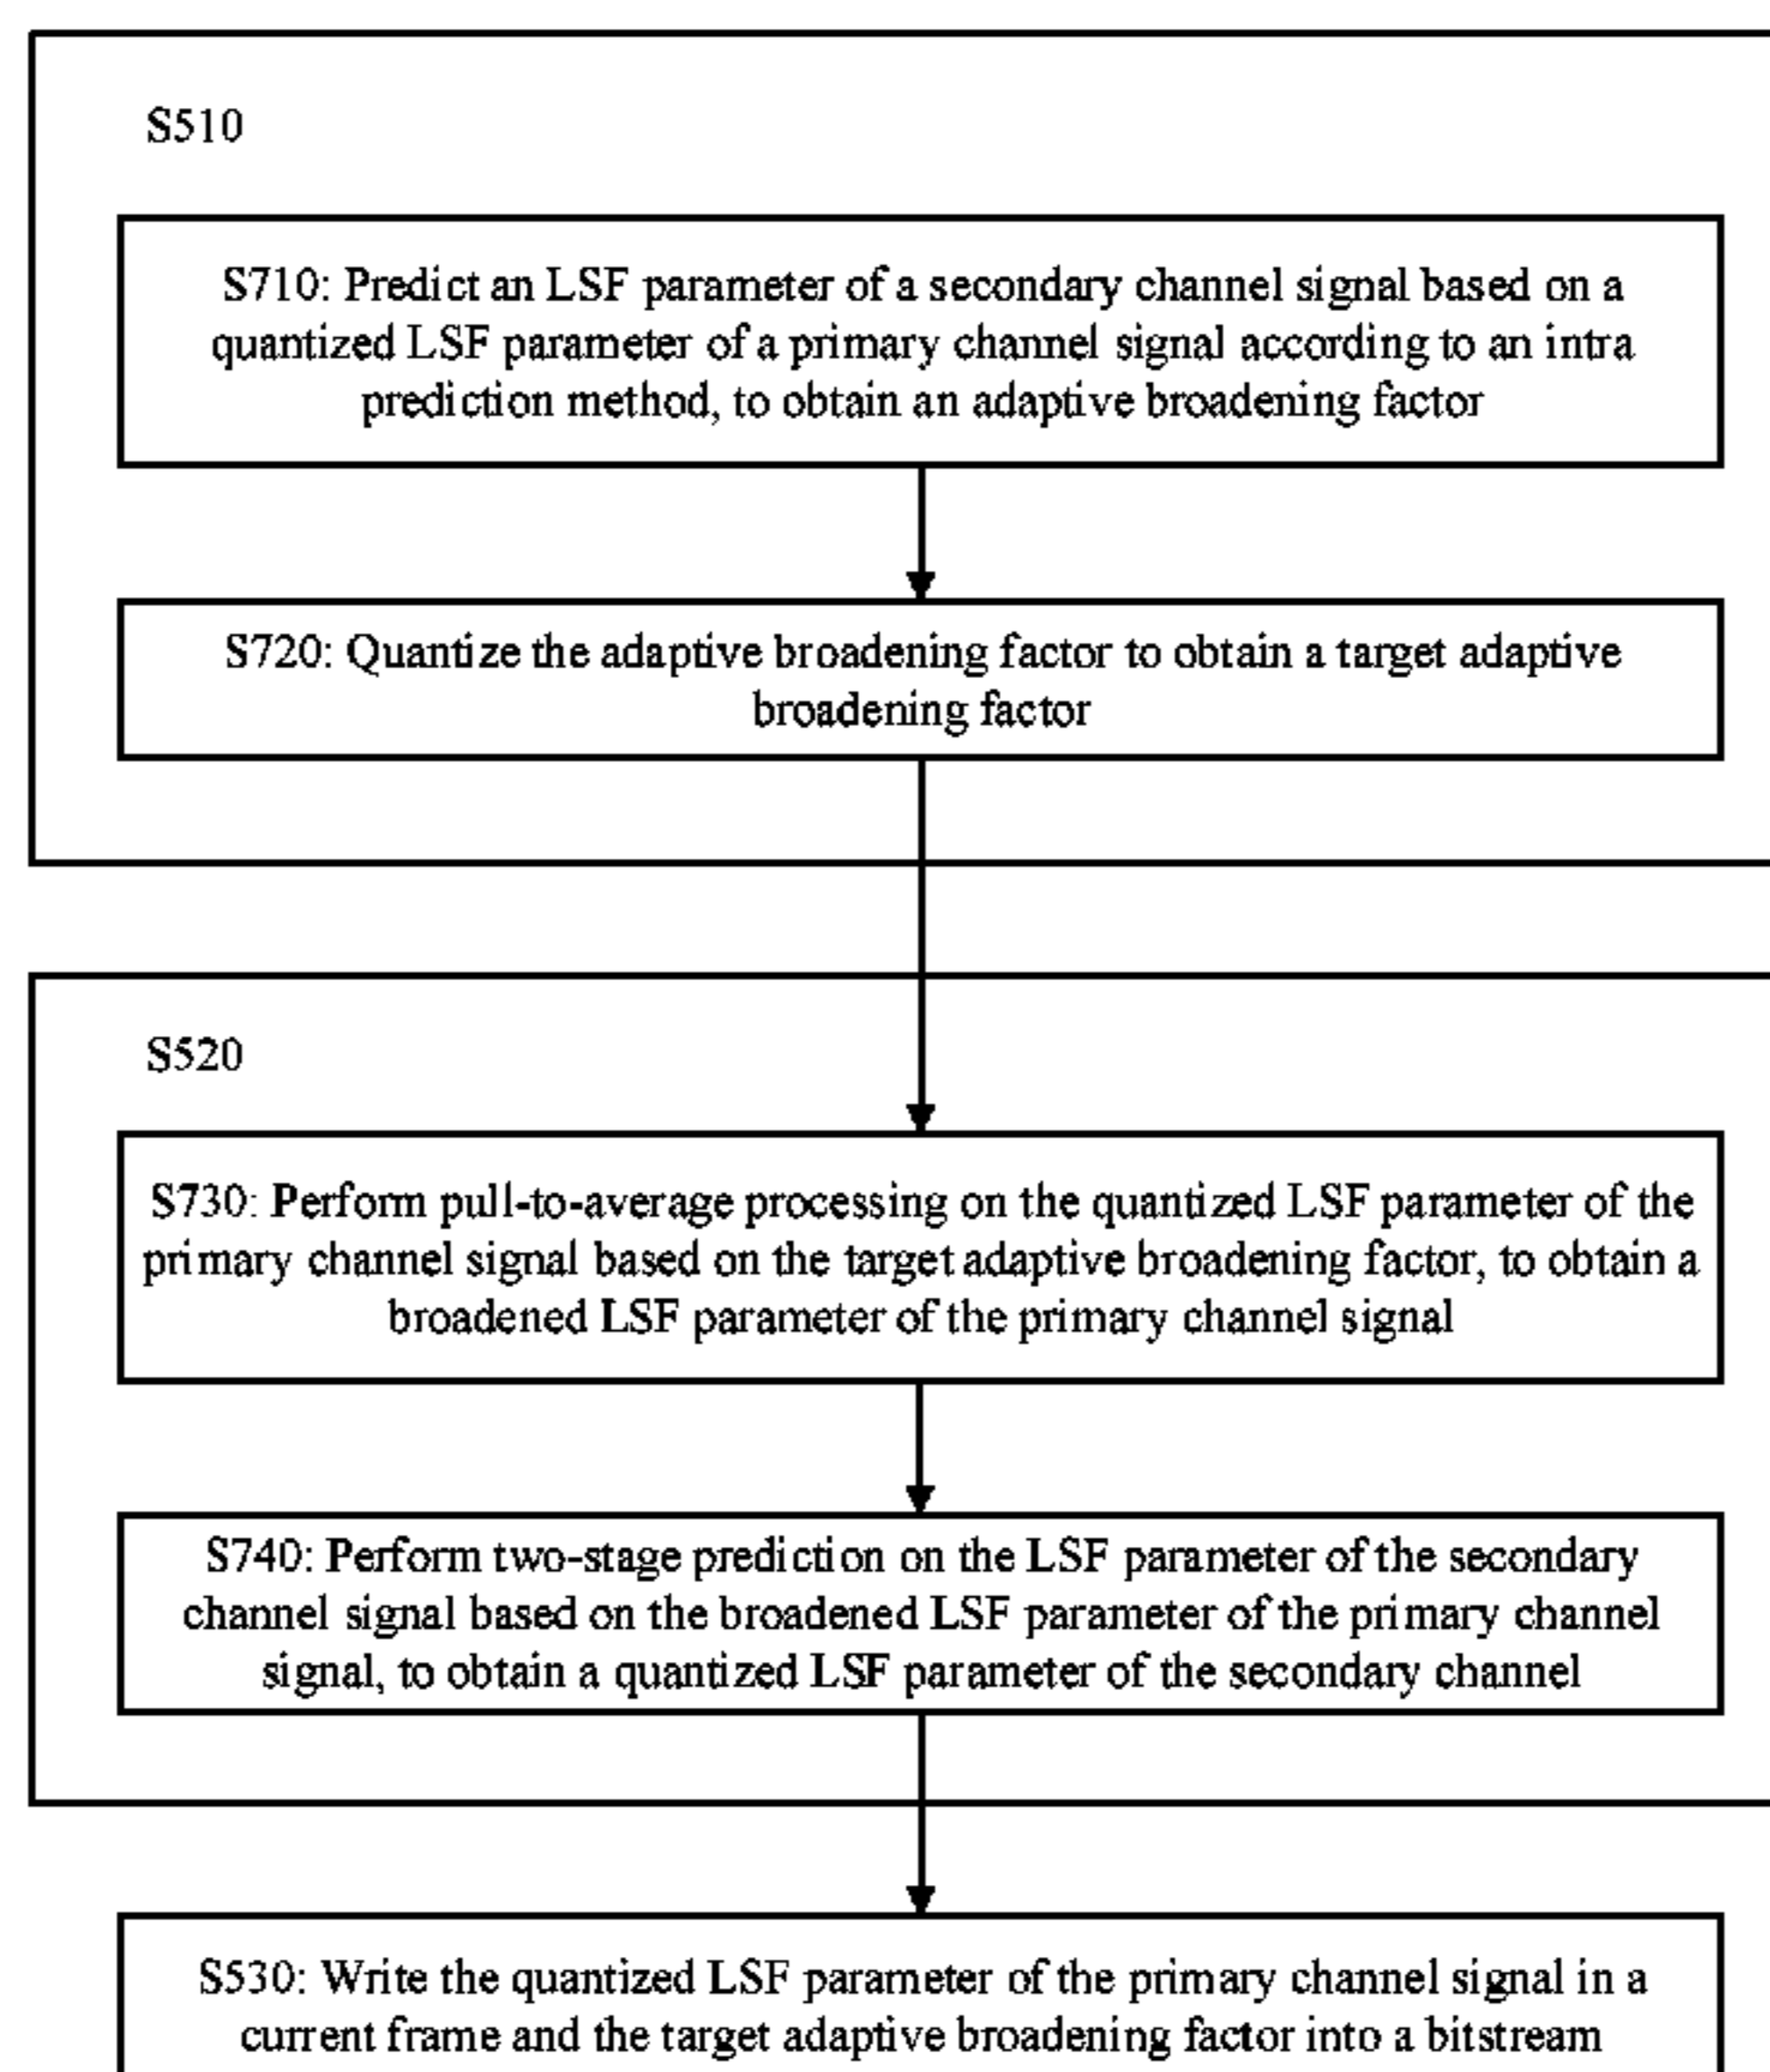 S510
S710: Predict an LSF parameter of a secondary channel signal based on a
quantized LSF parameter of a primary channel signal according to an intra
prediction method, to obtain an adaptive broadening factor
S720: Quantize the adaptive broadening factor to obtain a target adaptive
broadening factor
S520
S730: Perform pull-to-average processing on the quantized LSF parameter of the
primary channel signal based on the target adaptive broadening factor, to obtain a
broadened LSF parameter of the primary channel signal
S740: Perform two-stage prediction on the LSF parameter of the secondary
channel signal based on the broadened LSF parameter of the primary channel
signal, to obtain a quantized LSF parameter of the secondary channel
S530: Write the quantized LSF parameter of the primary channel signal in a
current frame and the target adaptive broadening factor into a bitstream